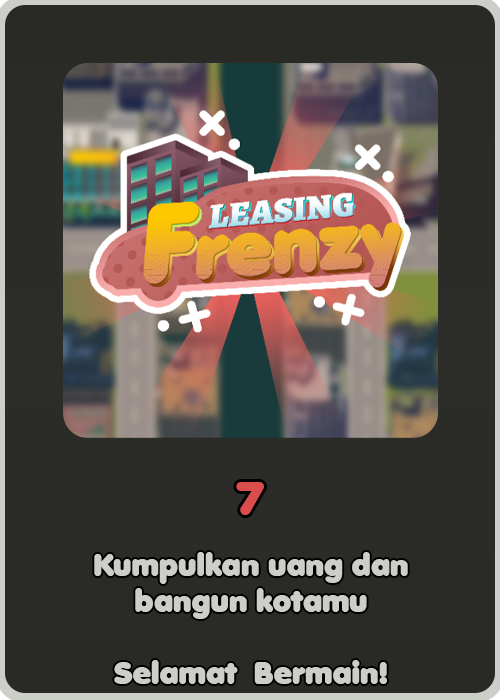 LEASING
Frenzy
7
Kumpulkan uang dan
bangun kotamu
Selamat Bermain!